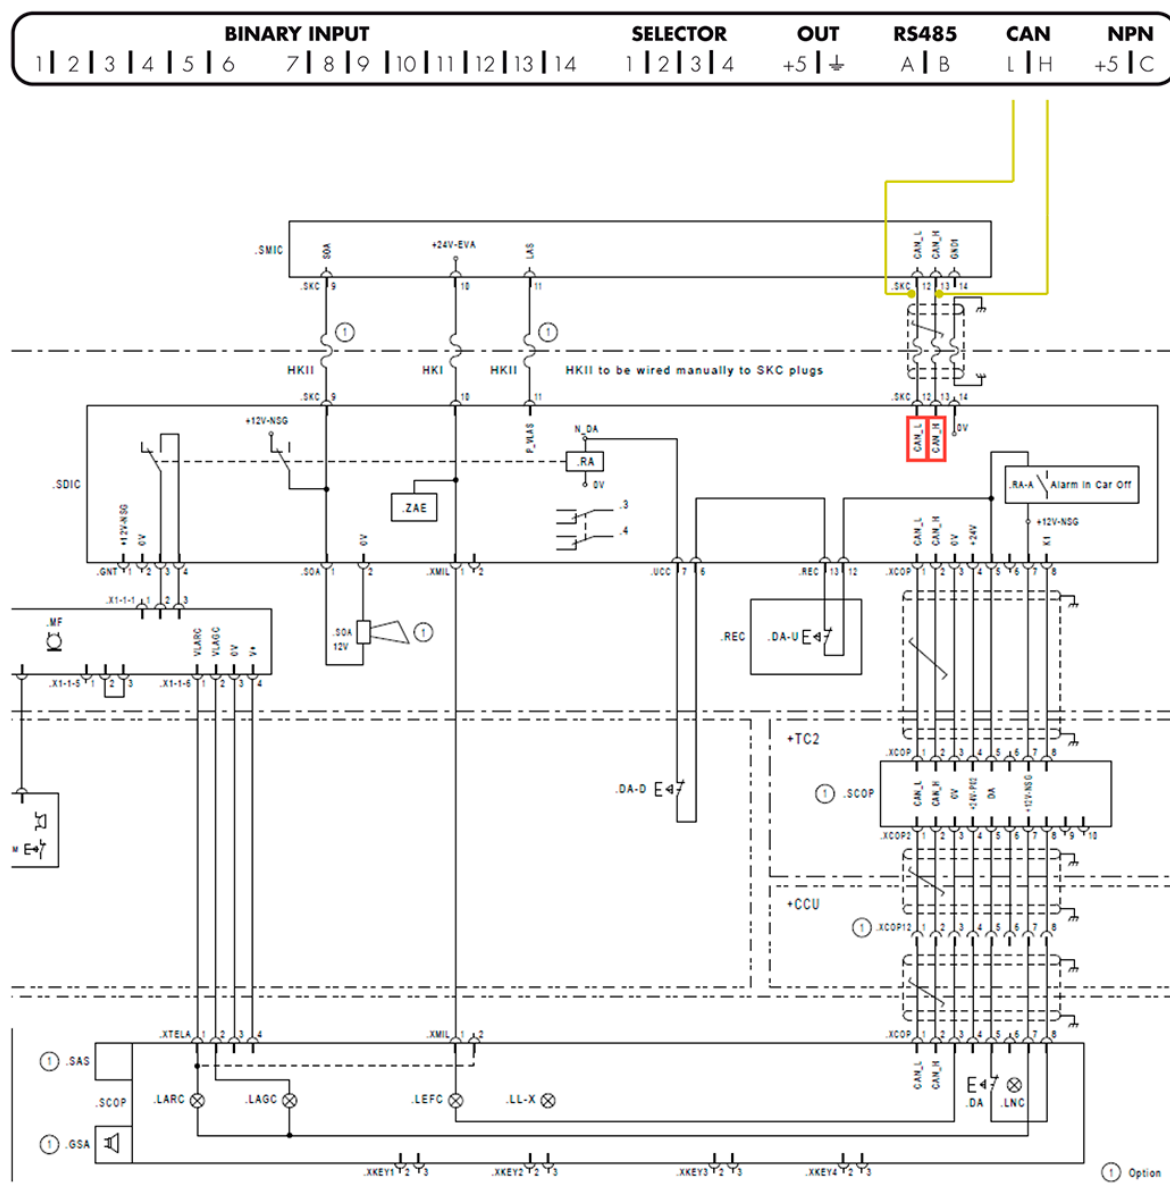 BINARY INPUT SELECTOR OUT RS485 CAN NPN
1 2 3 4 5 6 7 8 9 10 11 12 13 14 1 2 3 4 +5 A B L H +5 C
.SMIC SOA +24V-EVA LAS CAN_L CAN_H GND1
.SKC 9 10 11 .SKC 12 13 14
1 1
HKII HKI HKII HKII to be wired manually to SKC plugs
.SKC 9 10 11 .SKC 12 13 14
+12V-NSG P_VLAS N_DA CAN_L CAN_H 0V
.SDIC .RA 0V .RA-A Alarm in Car Off
.ZAE .3 .4 +12V-NSG
+12V-NSG 0V 0V CAN_L CAN_H 0V +24V K1
.GNT 1 2 3 4 .SOA 1 2 .XMIL 1 2 .UCC 7 6 .REC 13 12 .XCOP 1 2 3 4 5 6 7 8
.X1-1-1 1 2 3
.MF VLARC VLAGC 0V V+ .SOA 12V 1 .REC .DA-U
.X1-1-5 1 2 3 .X1-1-6 1 2 3 4
+TC2
.XCOP 1 2 3 4 5 6 7 8
.DA-D 1 .SCOP CAN_L CAN_H 0V +24V-P02 DA +12V-NSG
.XCOP2 1 2 3 4 5 6 7 8 9 10
M
+CCU
1 .XCOP12 1 2 3 4 5 6 7 8
.XTELA 1 2 3 4 .XMIL 1 2 .XCOP 1 2 3 4 5 6 7 8
1 .SAS CAN_L CAN_H
.SCOP .LARC .LAGC .LEFC .LL-X .DA .LNC
1 .GSA
.XKEY1 1 2 3 .XKEY2 1 2 3 .XKEY3 1 2 3 .XKEY4 1 2 3
1 Option